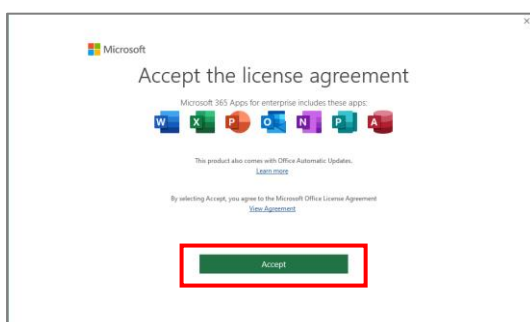 Microsoft
Accept the license agreement
Microsoft 365 Apps for enterprise includes these apps:
W X P O N P A
This product also comes with Office Automatic Updates.
Learn more
By selecting Accept, you agree to the Microsoft Office License Agreement
View Agreement
Accept